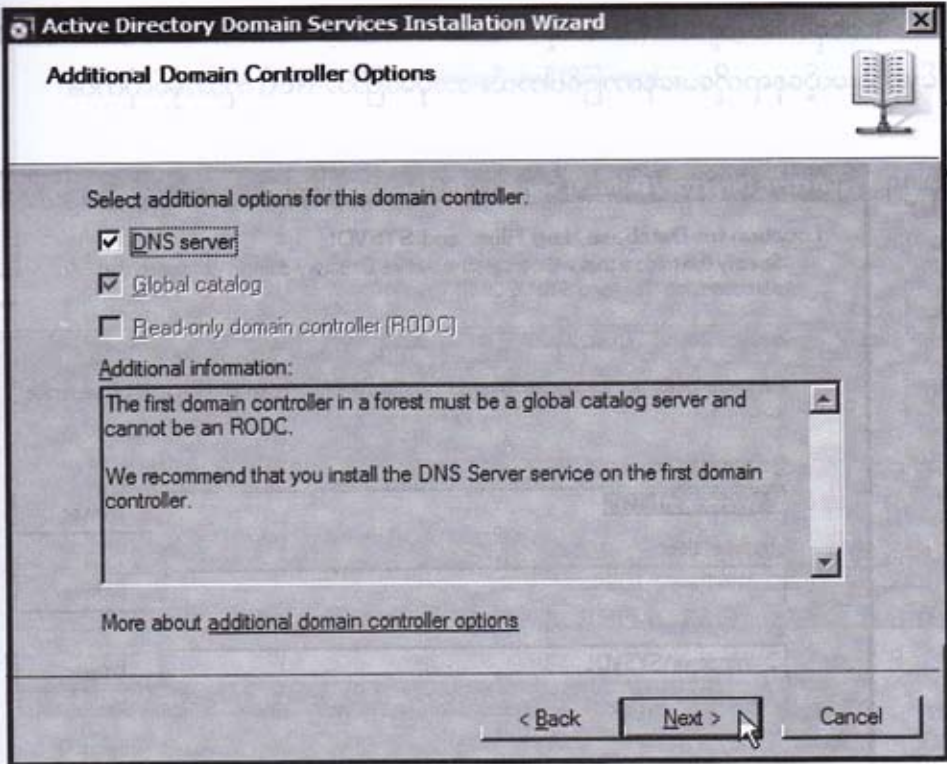 Active Directory Domain Services Installation Wizard
Additional Domain Controller Options
Select additional options for this domain controller.
DNS server
Global catalog
Read-only domain controller (RODC)
Additional information:
The first domain controller in a forest must be a global catalog server and
cannot be an RODC.
We recommend that you install the DNS Server service on the first domain
controller.
More about additional domain controller options
< Back
Next >
Cancel